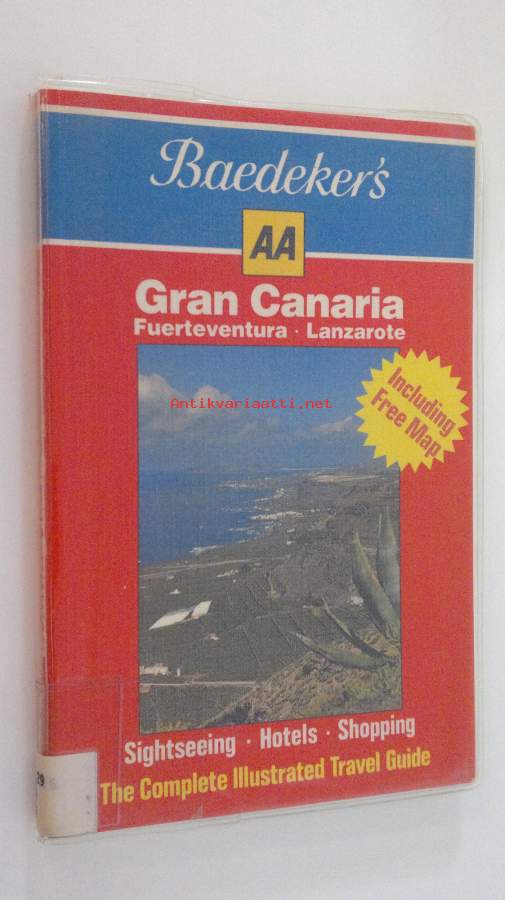 Baedeker's
AA
Gran Canaria
Fuerteventura · Lanzarote
Including
Free Map
Antikvariaatti.net
Sightseeing · Hotels · Shopping
The Complete Illustrated Travel Guide
29